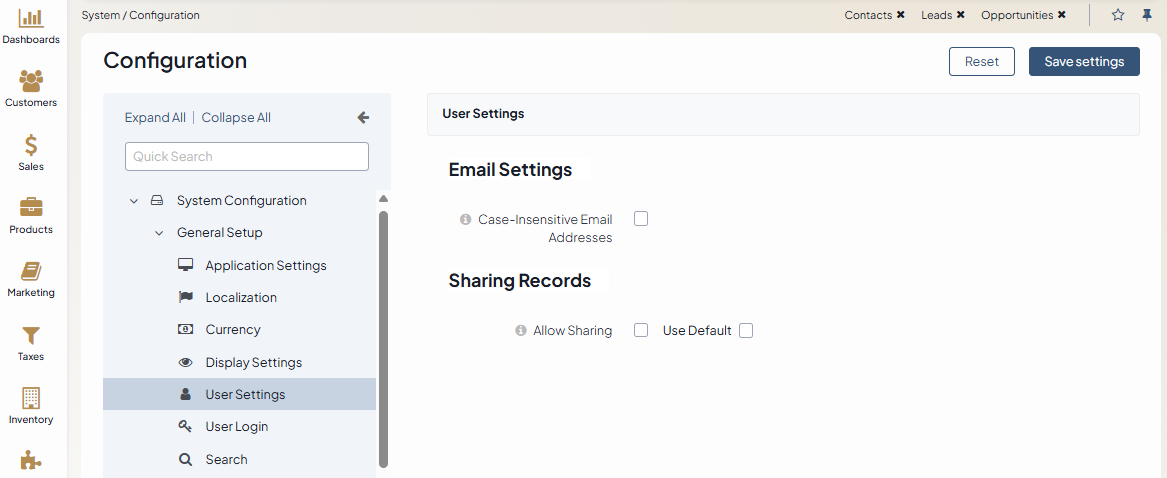 System / Configuration
Contacts ✖ Leads ✖ Opportunities ✖
Dashboards
Customers
Sales
Products
Marketing
Taxes
Inventory
Configuration
Reset
Save settings
Expand All | Collapse All
Quick Search
System Configuration
General Setup
Application Settings
Localization
Currency
Display Settings
User Settings
User Login
Search
User Settings
Email Settings
Case-Insensitive Email
Addresses
Sharing Records
Allow Sharing
Use Default